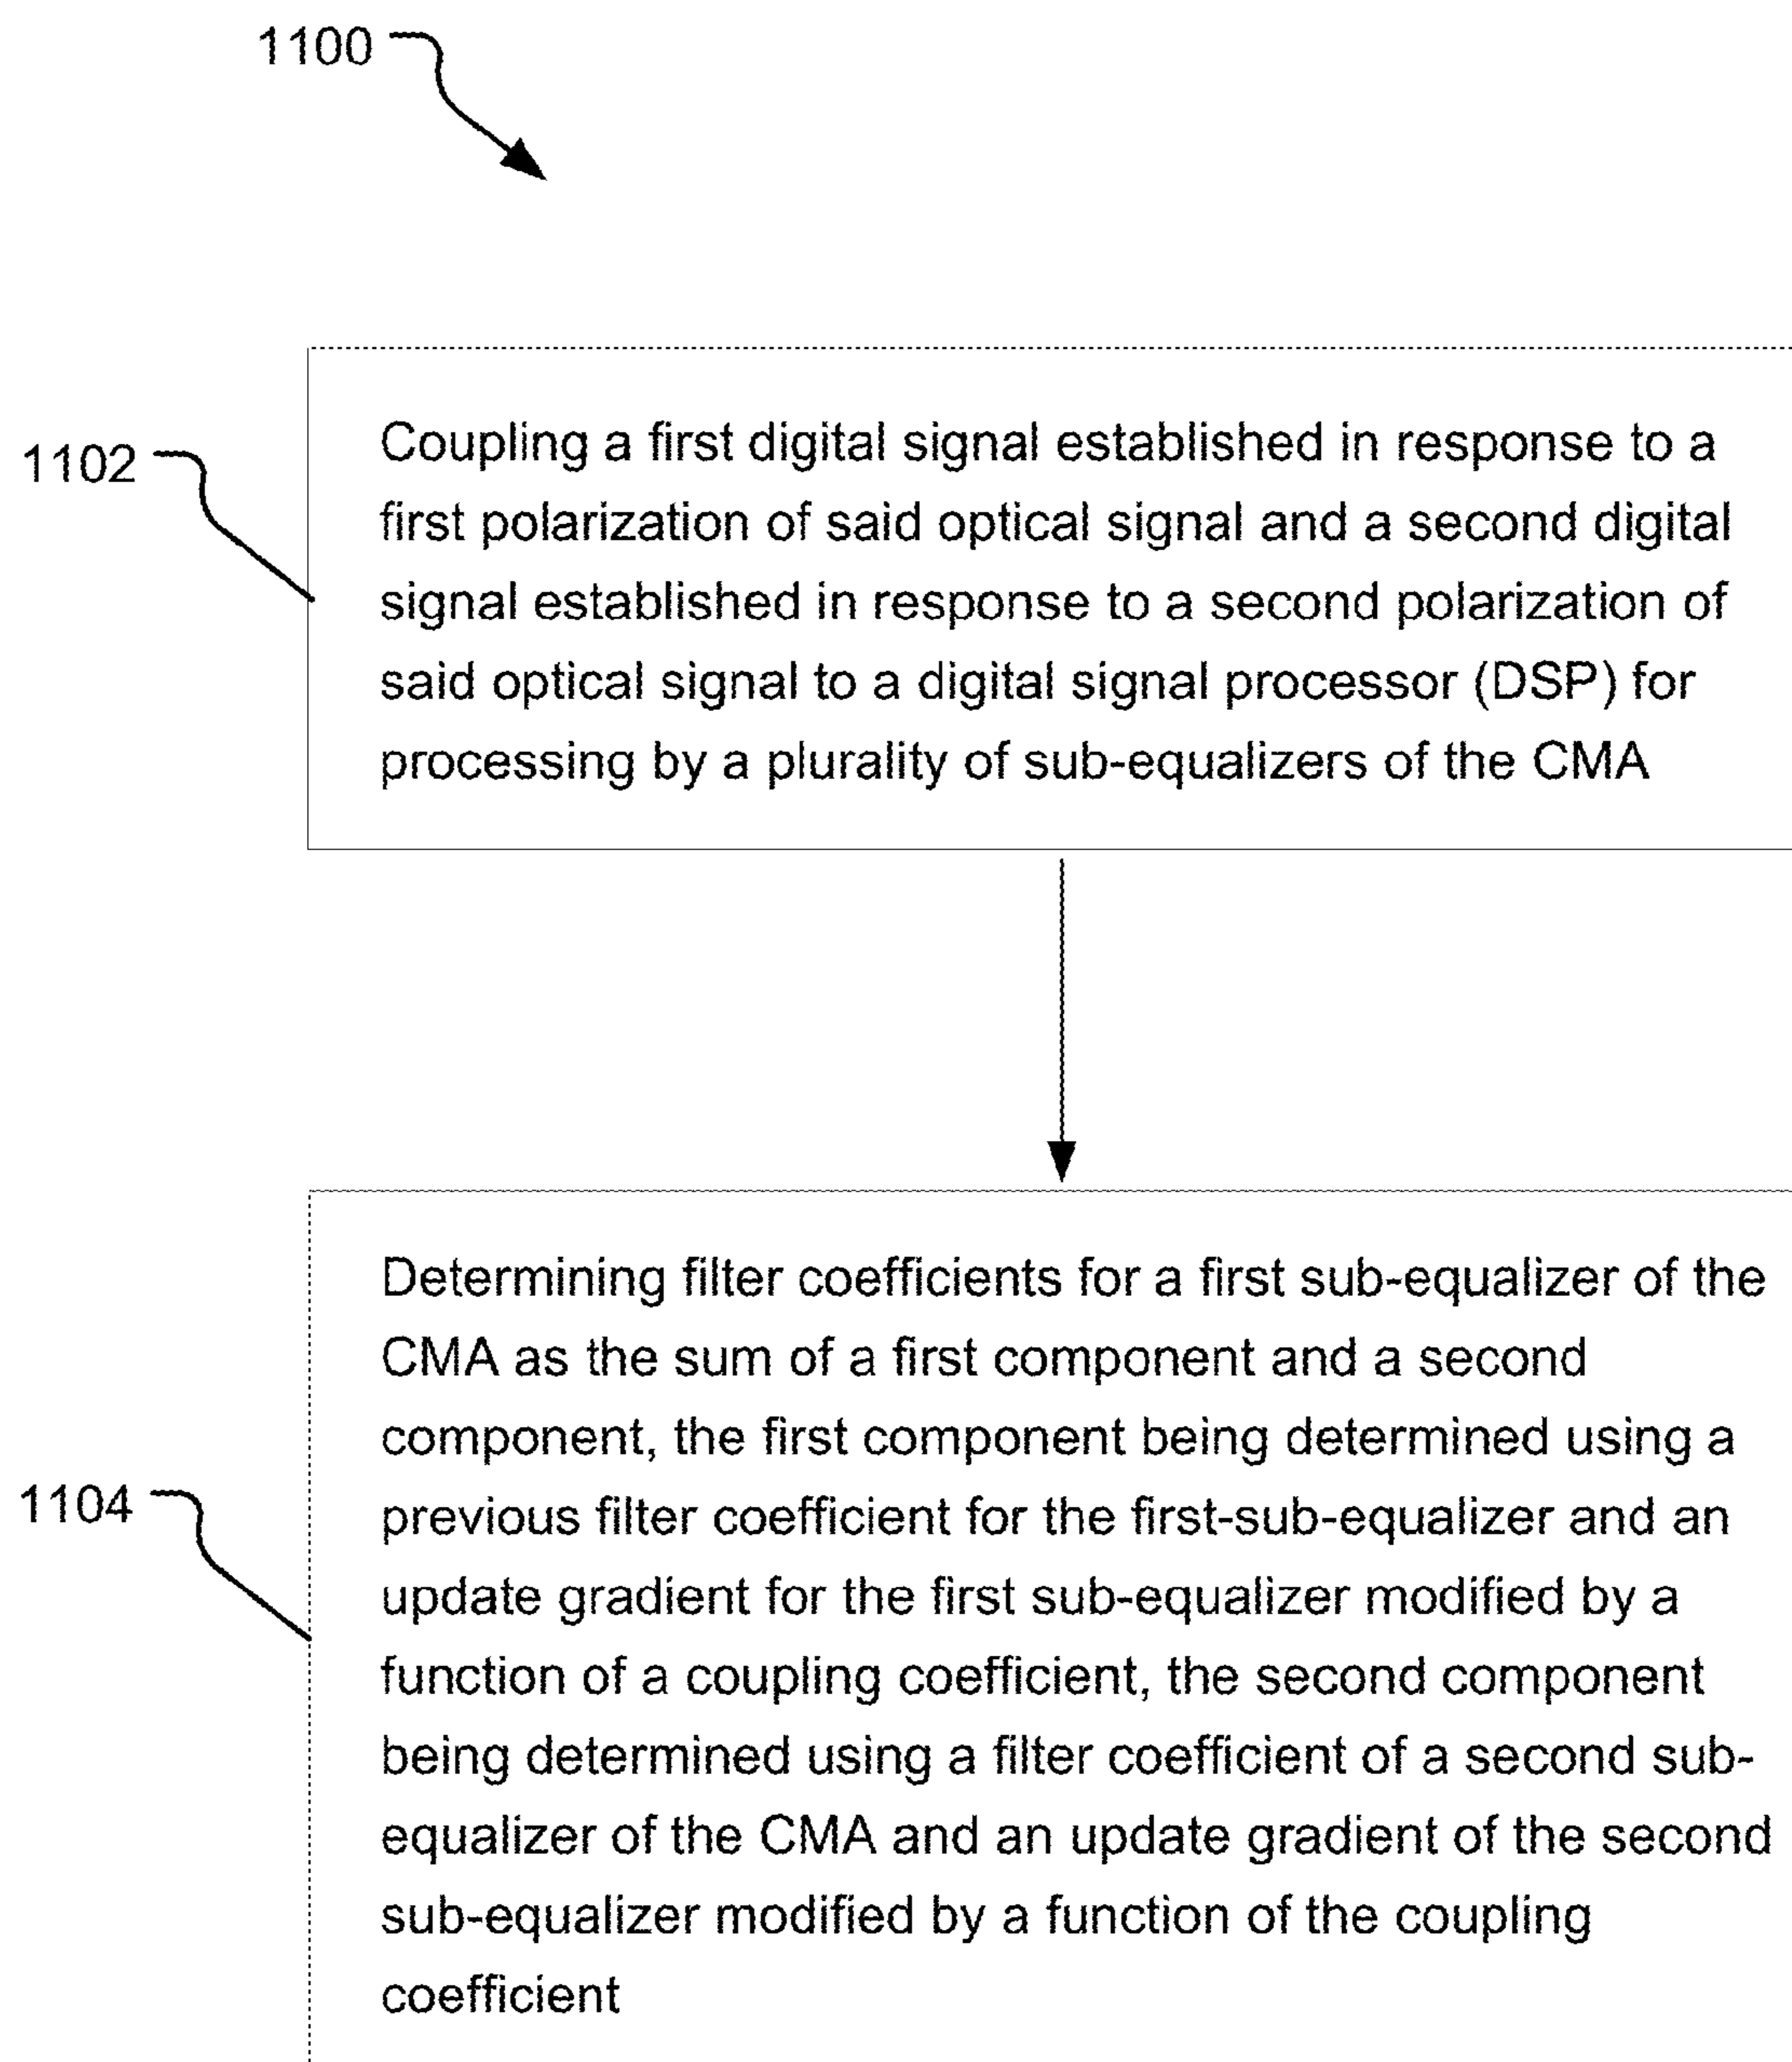 1100
1102
Coupling a first digital signal established in response to a
first polarization of said optical signal and a second digital
signal established in response to a second polarization of
said optical signal to a digital signal processor (DSP) for
processing by a plurality of sub-equalizers of the CMA
1104
Determining filter coefficients for a first sub-equalizer of the
CMA as the sum of a first component and a second
component, the first component being determined using a
previous filter coefficient for the first-sub-equalizer and an
update gradient for the first sub-equalizer modified by a
function of a coupling coefficient, the second component
being determined using a filter coefficient of a second sub-
equalizer of the CMA and an update gradient of the second
sub-equalizer modified by a function of the coupling
coefficient